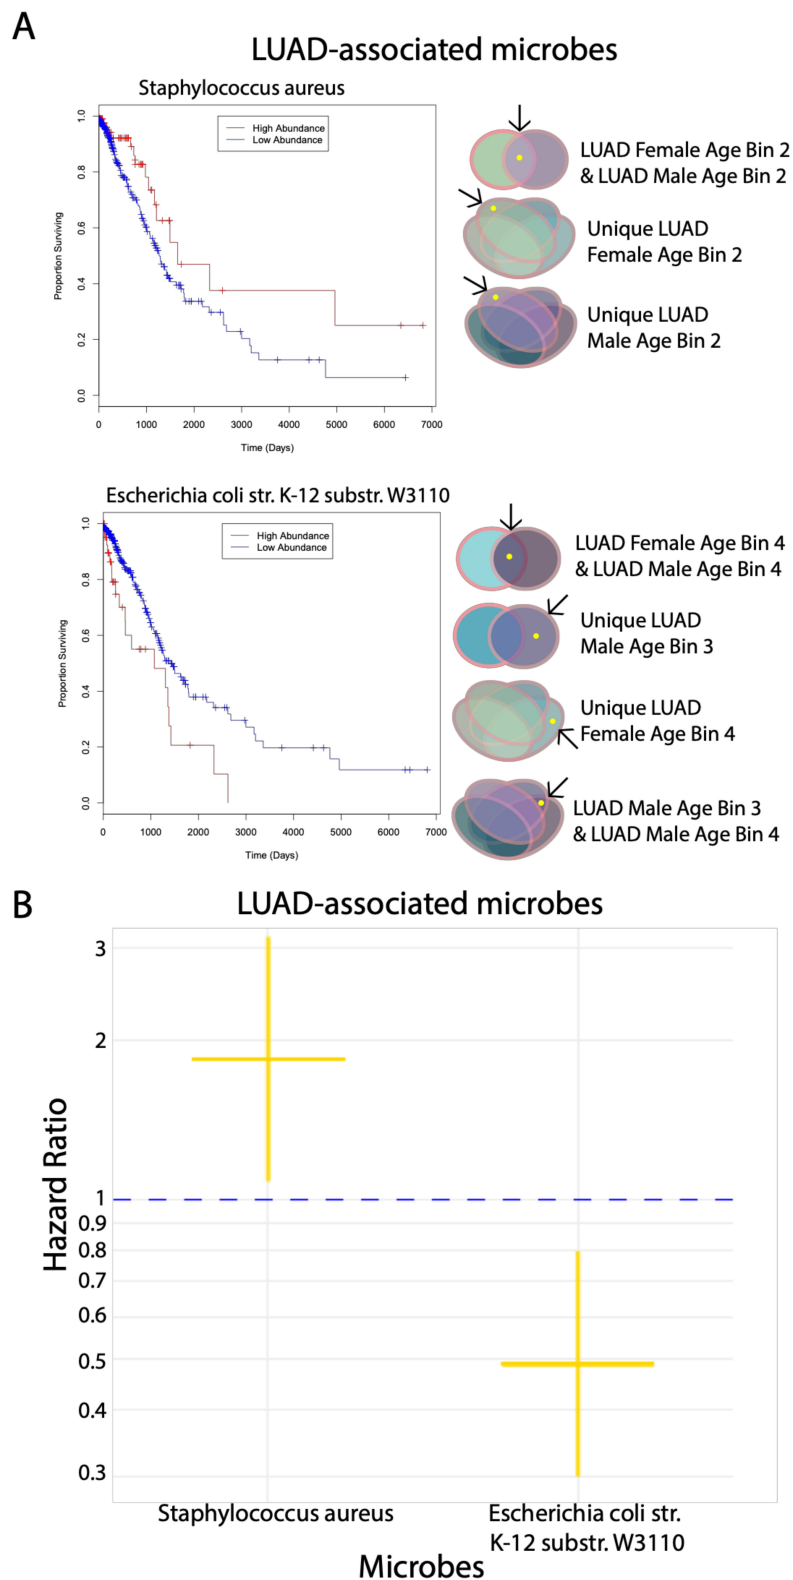 A
LUAD-associated microbes
Staphylococcus aureus
High Abundance
Low Abundance
Proportion Surviving
1.0
0.8
0.6
0.4
0.2
0.0
0 1000 2000 3000 4000 5000 6000 7000
Time (Days)
LUAD Female Age Bin 2
& LUAD Male Age Bin 2
Unique LUAD
Female Age Bin 2
Unique LUAD
Male Age Bin 2
Escherichia coli str. K-12 substr. W3110
High Abundance
Low Abundance
Proportion Surviving
1.0
0.8
0.6
0.4
0.2
0.0
0 1000 2000 3000 4000 5000 6000 7000
Time (Days)
LUAD Female Age Bin 4
& LUAD Male Age Bin 4
Unique LUAD
Male Age Bin 3
Unique LUAD
Female Age Bin 4
LUAD Male Age Bin 3
& LUAD Male Age Bin 4
B
LUAD-associated microbes
Hazard Ratio
3
2
1
0.9
0.8
0.7
0.6
0.5
0.4
0.3
Staphylococcus aureus
Escherichia coli str.
K-12 substr. W3110
Microbes